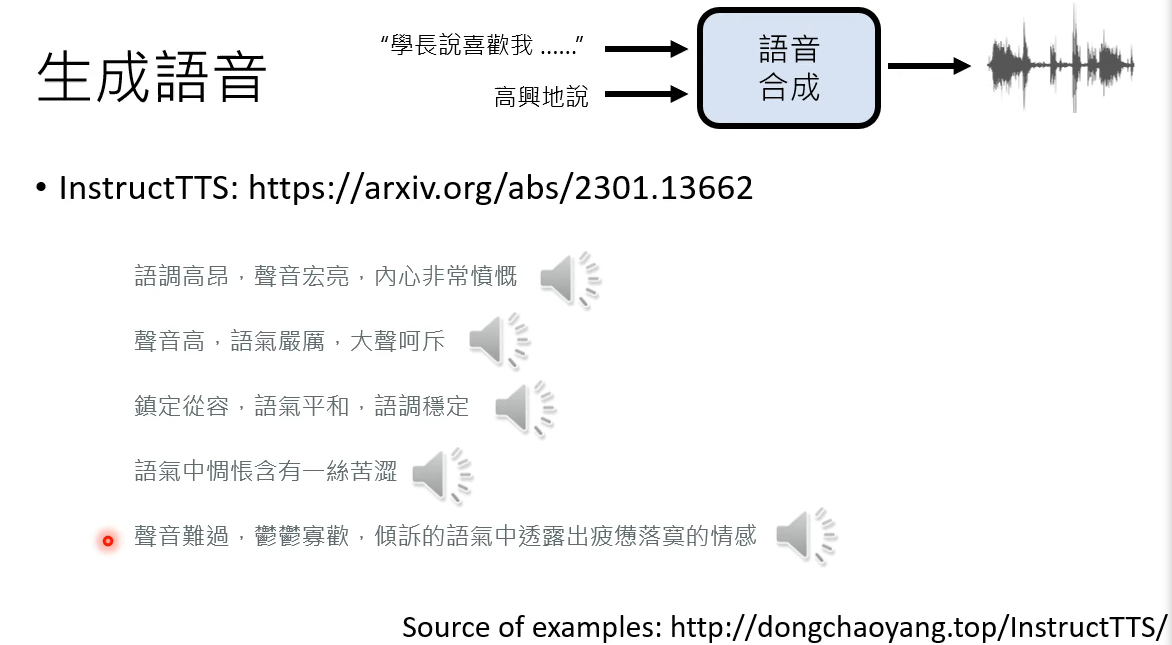 生成語音
“學長說喜歡我 ......”
高興地說
語音
合成
• InstructTTS: https://arxiv.org/abs/2301.13662
語調高昂，聲音宏亮，內心非常憤慨
聲音高，語氣嚴厲，大聲呵斥
鎮定從容，語氣平和，語調穩定
語氣中惆悵含有一絲苦澀
聲音難過，鬱鬱寡歡，傾訴的語氣中透露出疲憊落寞的情感
Source of examples: http://dongchaoyang.top/InstructTTS/